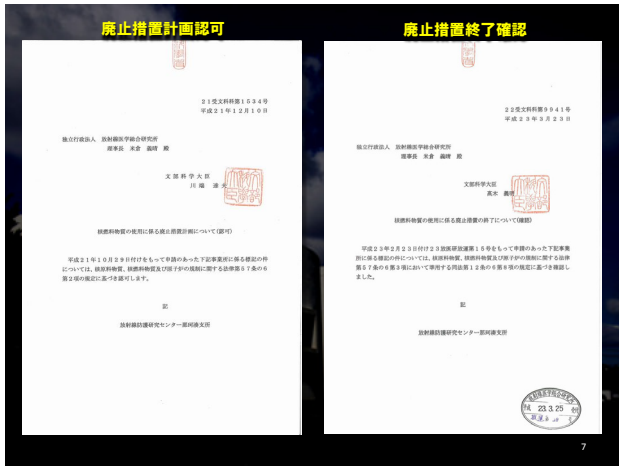 廃止措置計画認可
21受文科科第1534号
平成21年12月10日
独立行政法人 放射線医学総合研究所
理事長 米倉 義晴 殿
文部科学大臣
川端 達夫
核燃料物質の使用に係る廃止措置計画について(認可)
平成21年10月29日付けをもって申請のあった下記事業所に係る標記の件
については、核原料物質、核燃料物質及び原子炉の規制に関する法律第57条の6
第2項の規定に基づき認可します。
記
放射線防護研究センター那珂湊支所
廃止措置終了確認
22受文科科第9941号
平成23年3月23日
独立行政法人 放射線医学総合研究所
理事長 米倉 義晴 殿
文部科学大臣
髙木 義明
核燃料物質の使用に係る廃止措置の終了について(確認)
平成23年2月23日付け23放医研放運第15号をもって申請のあった下記事業
所に係る標記の件については、核原料物質、核燃料物質及び原子炉の規制に関する法律
第57条の6第3項において準用する同法第12条の6第8項の規定に基づき確認し
ました。
記
放射線防護研究センター那珂湊支所
23.3.25
7